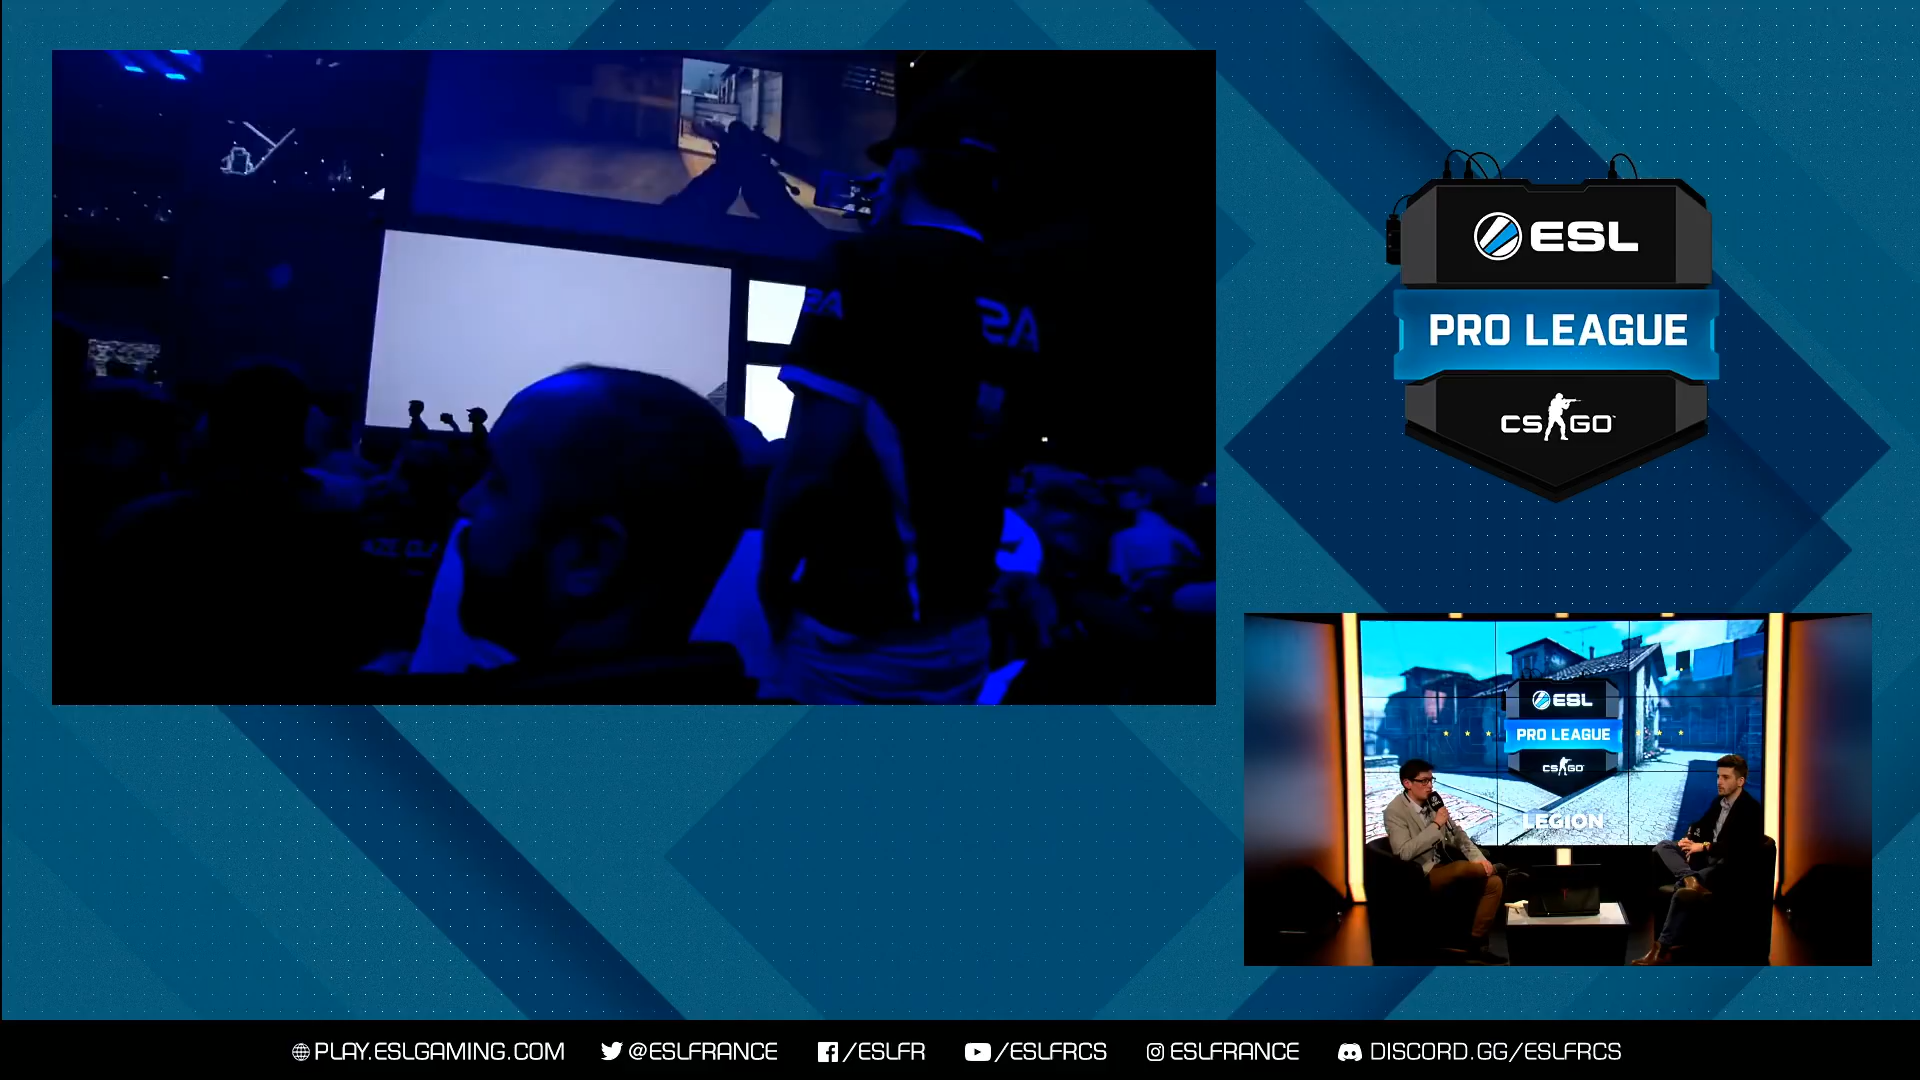 ESL
PRO LEAGUE
CS GO
ESL
PRO LEAGUE
CS GO
LEGION
PLAY.ESLGAMING.COM
@ESLFRANCE
/ESLFR
/ESLFRCS
ESLFRANCE
DISCORD.GG/ESLFRCS